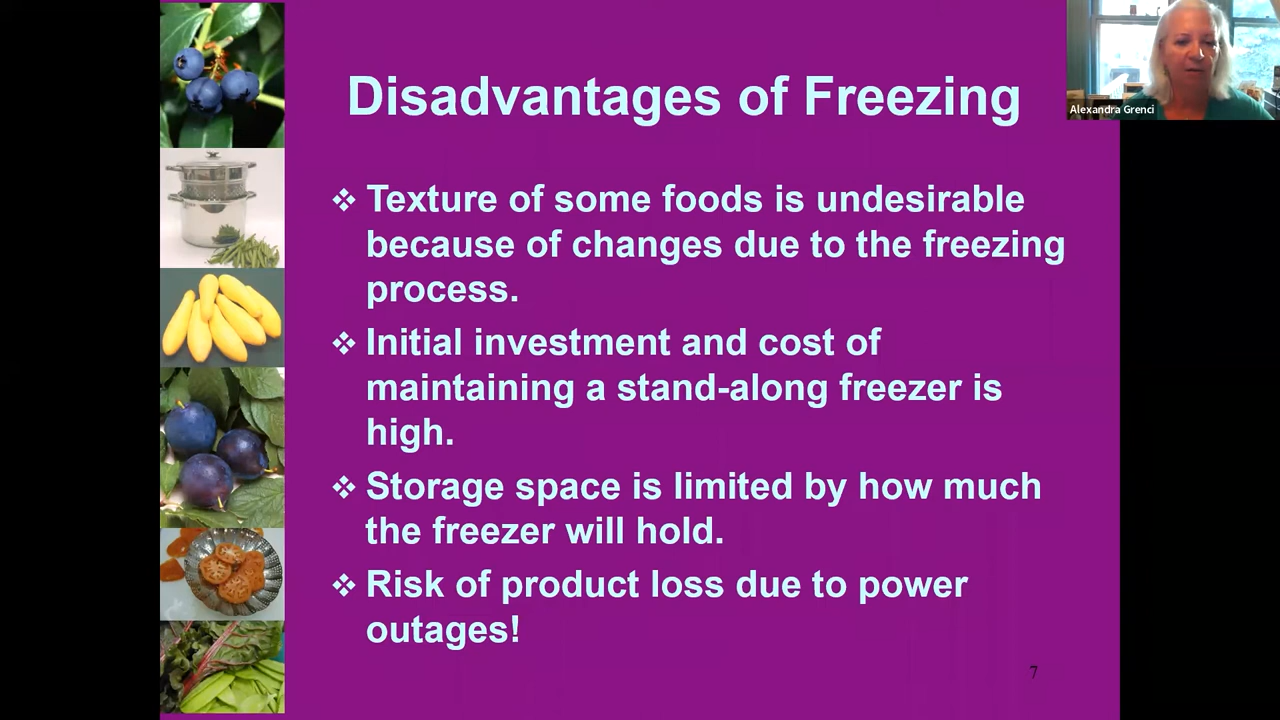 Disadvantages of Freezing
Alexandra Grenci
❖ Texture of some foods is undesirable
because of changes due to the freezing
process.
❖ Initial investment and cost of
maintaining a stand-along freezer is
high.
❖ Storage space is limited by how much
the freezer will hold.
❖ Risk of product loss due to power
outages!
7